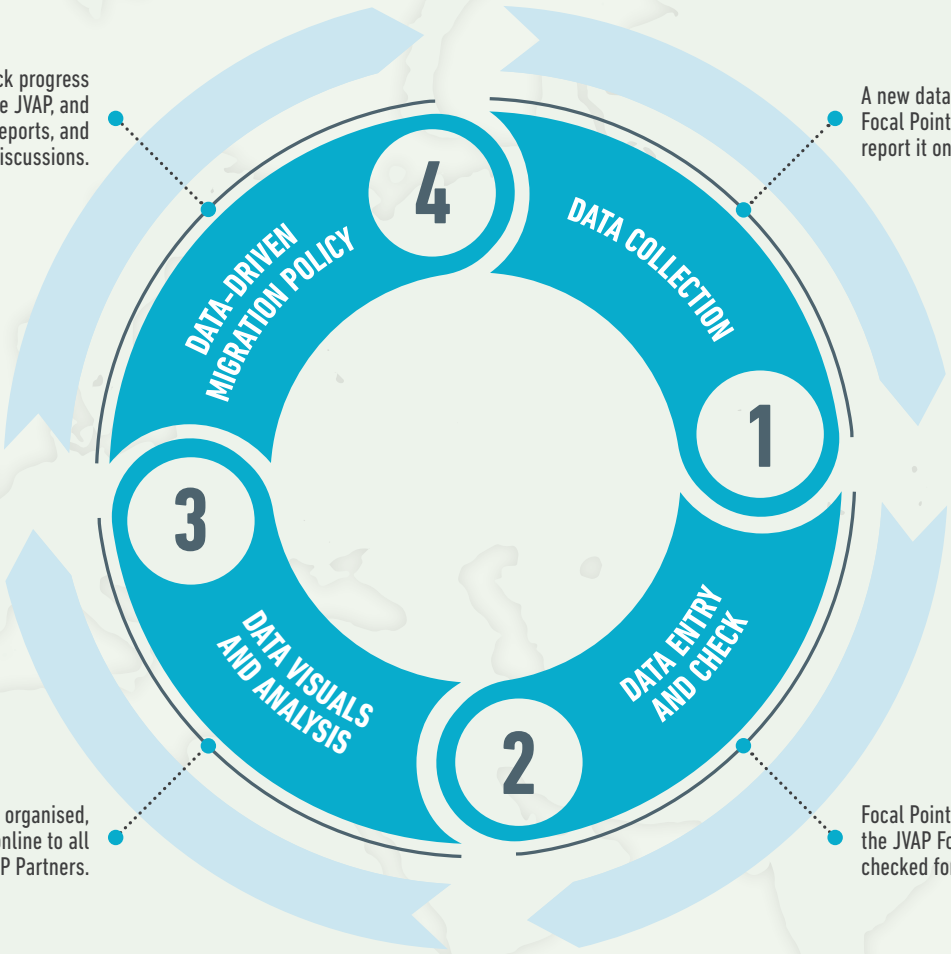 progress
e JVAP, and
eports, and
iscussions.
A new data
Focal Point
report it on
4
DATA COLLECTION
DATA-DRIVEN
MIGRATION POLICY
1
3
DATA ENTRY
AND CHECK
DATA VISUALS
AND ANALYSIS
2
organised,
online to all
P Partners.
Focal Point
the JVAP Fo
checked for